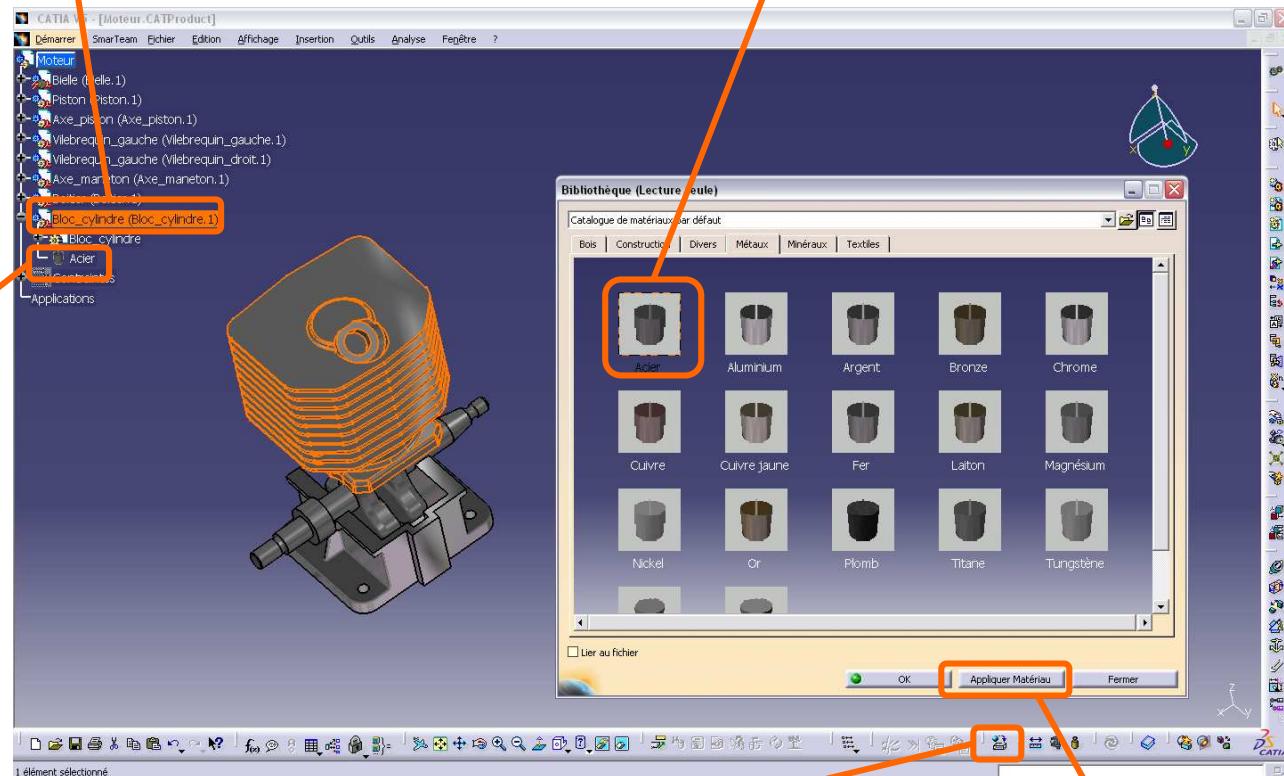 CATIA V5 - [Moteur.CATProduct]
Démarrer SmarTeam Fichier Edition Affichage Insertion Outils Analyse Fenêtre ?
Moteur
Bielle (Bielle.1)
Piston (Piston.1)
Axe_piston (Axe_piston.1)
Vilebrequin_gauche (Vilebrequin_gauche.1)
Vilebrequin_gauche (Vilebrequin_droit.1)
Axe_maneton (Axe_maneton.1)
Bloc_cylindre (Bloc_cylindre.1)
Bloc_cylindre
Acier
Contraintes
Applications
x y
Bibliothèque (Lecture seule)
Catalogue de matériaux par défaut
Bois Construction Divers Métaux Minéraux Textiles
Acier Aluminium Argent Bronze Chrome
Cuivre Cuivre jaune Fer Laiton Magnésium
Nickel Or Plomb Titane Tungstène
Lier au fichier
OK Appliquer Matériau Fermer
z
x y
f(x)
CATIA
1 élément sélectionné